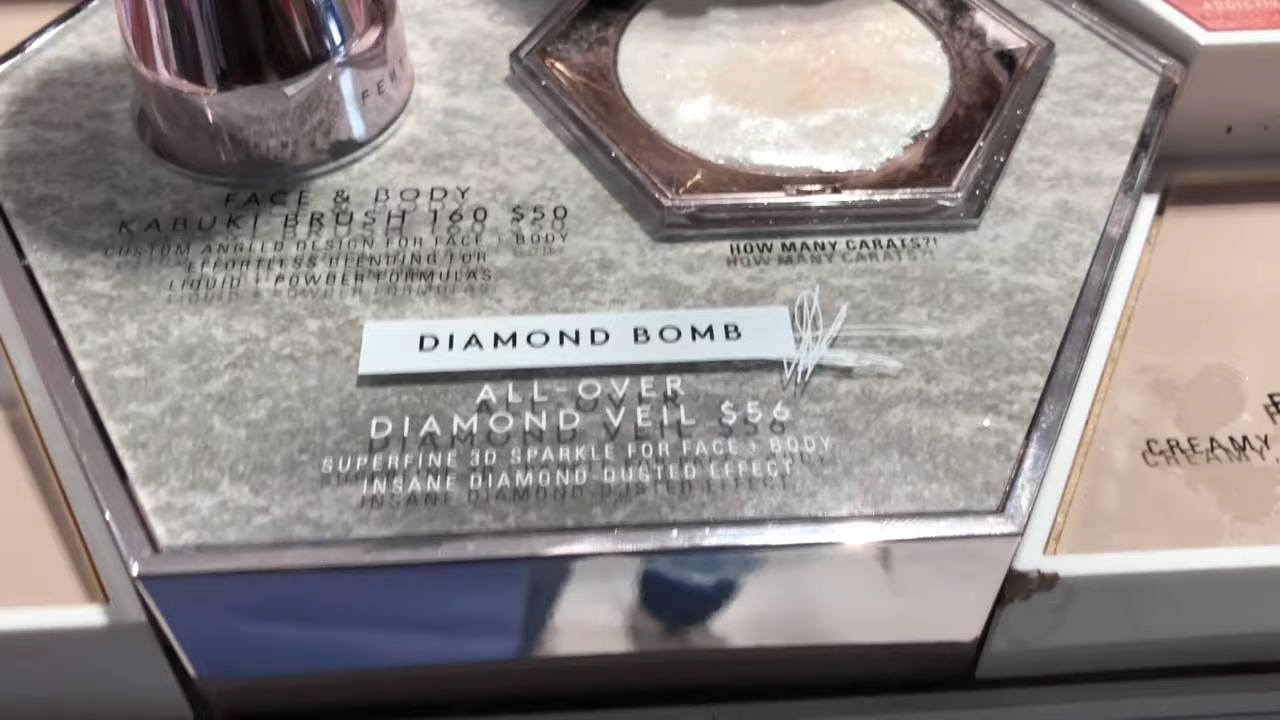 FACE & BODY
KABUKI BRUSH 160 $50
CUSTOM ANGLED DESIGN FOR FACE + BODY
EFFORTLESS BLENDING FOR
LIQUID + POWDER FORMULAS
HOW MANY CARATS?!
DIAMOND BOMB
ALL-OVER
DIAMOND VEIL $56
SUPERFINE 3D SPARKLE FOR FACE + BODY
INSANE DIAMOND-DUSTED EFFECT
CREAMY